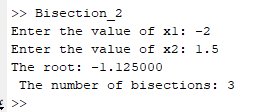 >> Bisection_2
Enter the value of x1: -2
Enter the value of x2: 1.5
The root: -1.125000
 The number of bisections: 3
>>